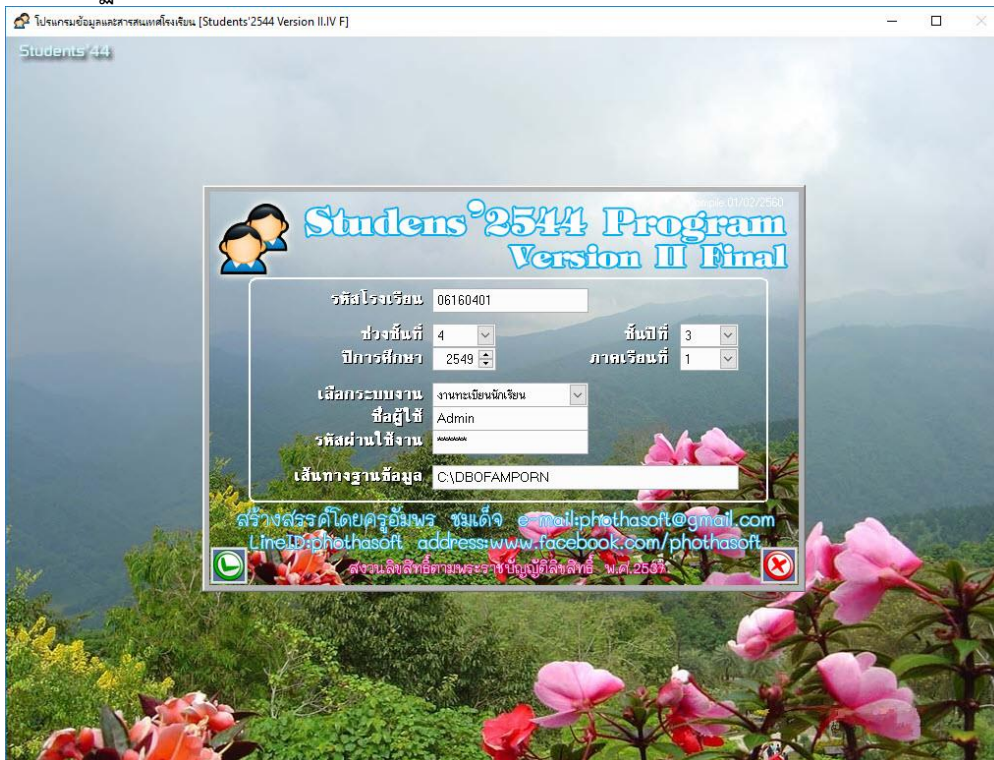 โปรแกรมข้อมูลและสารสนเทศโรงเรียน [Students'2544 Version II.IV F]
Students'44
01/02/2560
Studens'2544 Program
Version II Final
รหัสโรงเรียน 06160401
ช่วงชั้นที่ 4 ชั้นปีที่ 3
ปีการศึกษา 2549 ภาคเรียนที่ 1
เลือกระบบงาน งานทะเบียนนักเรียน
ชื่อผู้ใช้ Admin
รหัสผ่านใช้งาน ******
เส้นทางฐานข้อมูล C:\DBOFAMPORN
สร้างสรรค์โดยครูอัมพร ชมเด็จ e-mail:phothasoft@gmail.com
LineID:phothasoft address:www.facebook.com/phothasoft
สงวนลิขสิทธิ์ตามพระราชบัญญัติลิขสิทธิ์ พ.ศ.2537